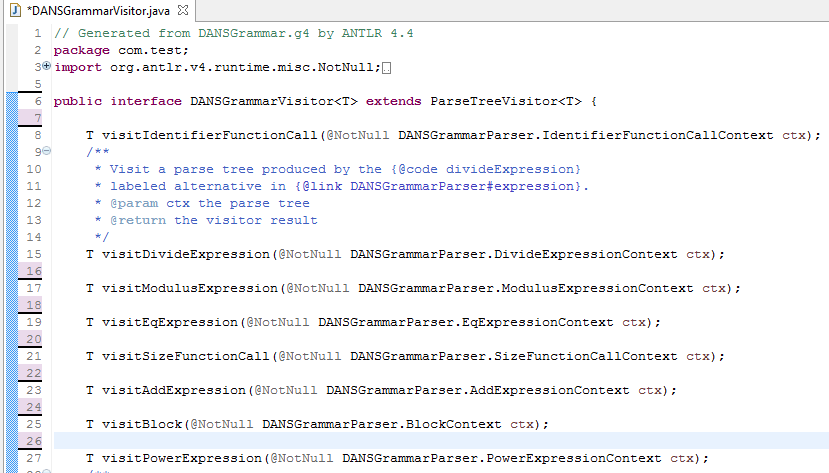 *DANSGrammarVisitor.java
1 // Generated from DANSGrammar.g4 by ANTLR 4.4
2 package com.test;
3 import org.antlr.v4.runtime.misc.NotNull;
5
6 public interface DANSGrammarVisitor<T> extends ParseTreeVisitor<T> {
7
8 T visitIdentifierFunctionCall(@NotNull DANSGrammarParser.IdentifierFunctionCallContext ctx);
9 /**
10 * Visit a parse tree produced by the {@code divideExpression}
11 * labeled alternative in {@link DANSGrammarParser#expression}.
12 * @param ctx the parse tree
13 * @return the visitor result
14 */
15 T visitDivideExpression(@NotNull DANSGrammarParser.DivideExpressionContext ctx);
16
17 T visitModulusExpression(@NotNull DANSGrammarParser.ModulusExpressionContext ctx);
18
19 T visitEqExpression(@NotNull DANSGrammarParser.EqExpressionContext ctx);
20
21 T visitSizeFunctionCall(@NotNull DANSGrammarParser.SizeFunctionCallContext ctx);
22
23 T visitAddExpression(@NotNull DANSGrammarParser.AddExpressionContext ctx);
24
25 T visitBlock(@NotNull DANSGrammarParser.BlockContext ctx);
26
27 T visitPowerExpression(@NotNull DANSGrammarParser.PowerExpressionContext ctx);